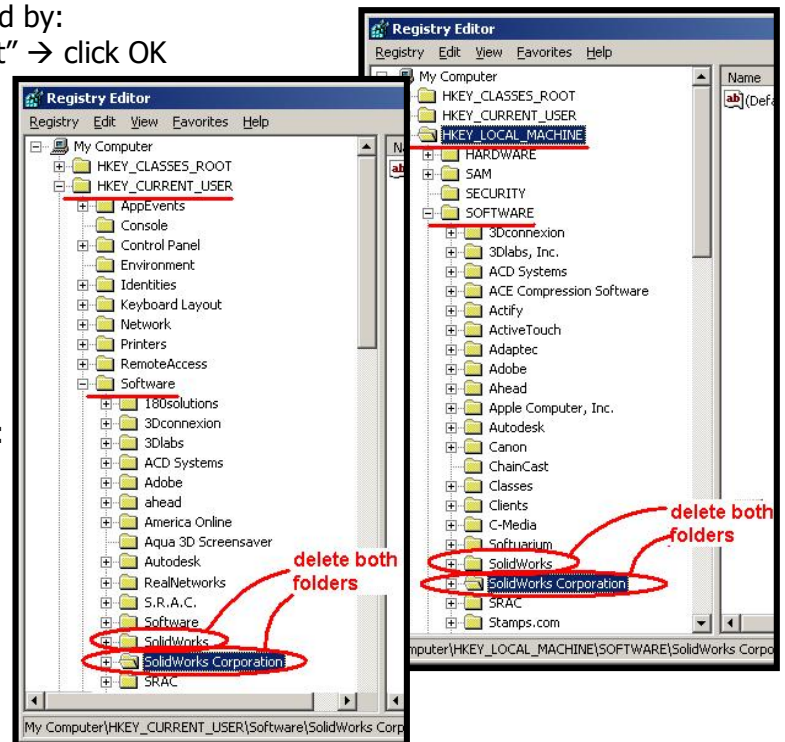 d by:
t” → click OK
:
Registry Editor
Registry Edit View Favorites Help
My Computer
HKEY_CLASSES_ROOT
HKEY_CURRENT_USER
AppEvents
Console
Control Panel
Environment
Identities
Keyboard Layout
Network
Printers
RemoteAccess
Software
180solutions
3Dconnexion
3Dlabs
ACD Systems
Adobe
ahead
America Online
Aqua 3D Screensaver
Autodesk
RealNetworks
S.R.A.C.
Software
SolidWorks
SolidWorks Corporation
SRAC
delete both
folders
N
ab
My Computer\HKEY_CURRENT_USER\Software\SolidWorks Corp
Registry Editor
Registry Edit View Favorites Help
My Computer
HKEY_CLASSES_ROOT
HKEY_CURRENT_USER
HKEY_LOCAL_MACHINE
HARDWARE
SAM
SECURITY
SOFTWARE
3Dconnexion
3Dlabs, Inc.
ACD Systems
ACE Compression Software
Actify
ActiveTouch
Adaptec
Adobe
Ahead
Apple Computer, Inc.
Autodesk
Canon
ChainCast
Classes
Clients
C-Media
Softuarium
SolidWorks
SolidWorks Corporation
SRAC
Stamps.com
delete both
folders
Name
ab (Defa
mputer\HKEY_LOCAL_MACHINE\SOFTWARE\SolidWorks Corpo